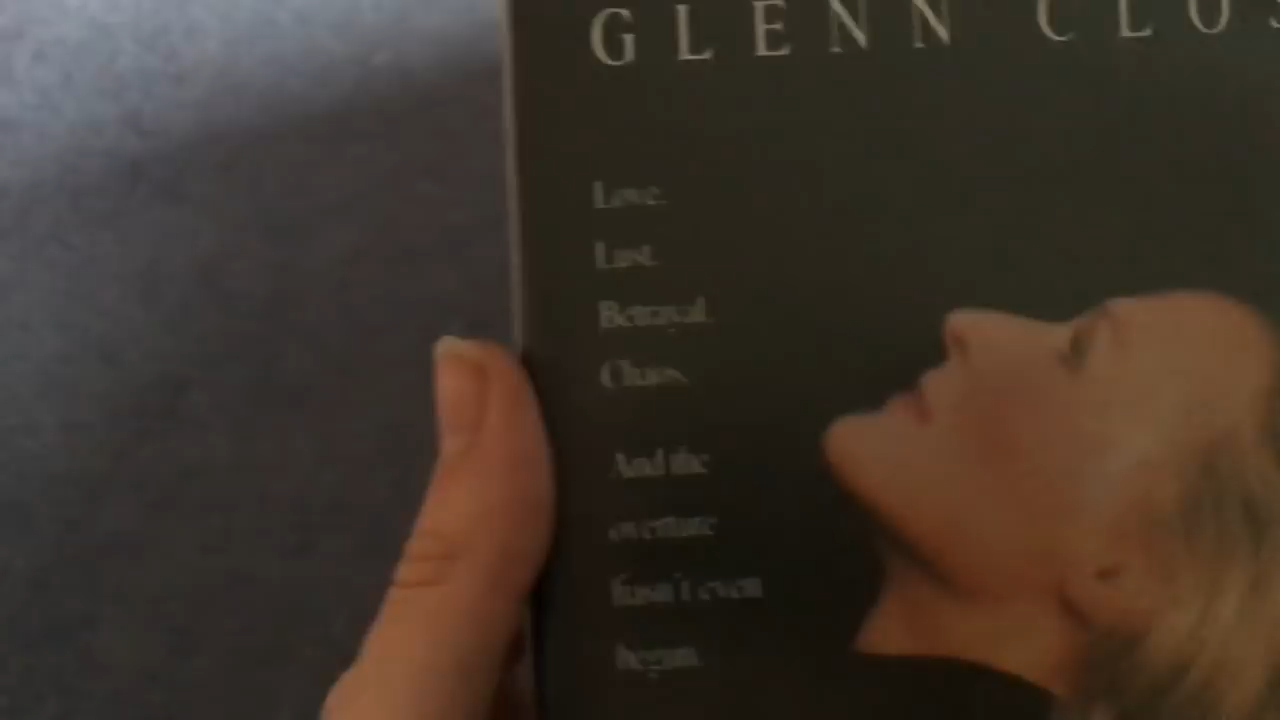 GLENN CLOS
Love.
Lust.
Betrayal.
Chaos.
And the
overture
hasn't even
begun.